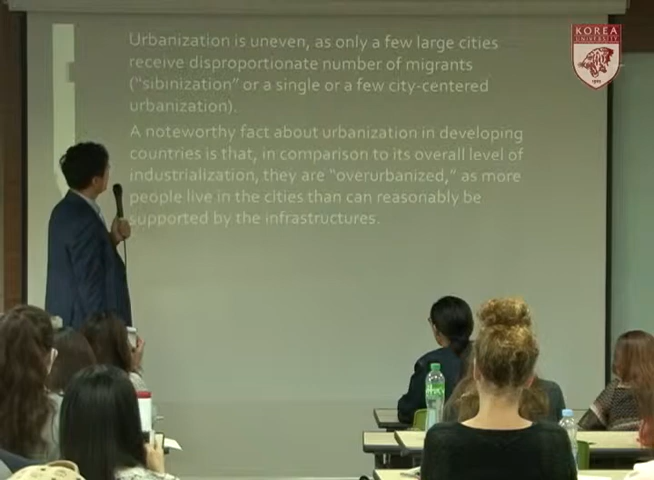 KOREA
UNIVERSITY
1905
Urbanization is uneven, as only a few large cities
receive disproportionate number of migrants
("sibinization" or a single or a few city-centered
urbanization).
A noteworthy fact about urbanization in developing
countries is that, in comparison to its overall level of
industrialization, they are "overurbanized," as more
people live in the cities than can reasonably be
supported by the infrastructures.